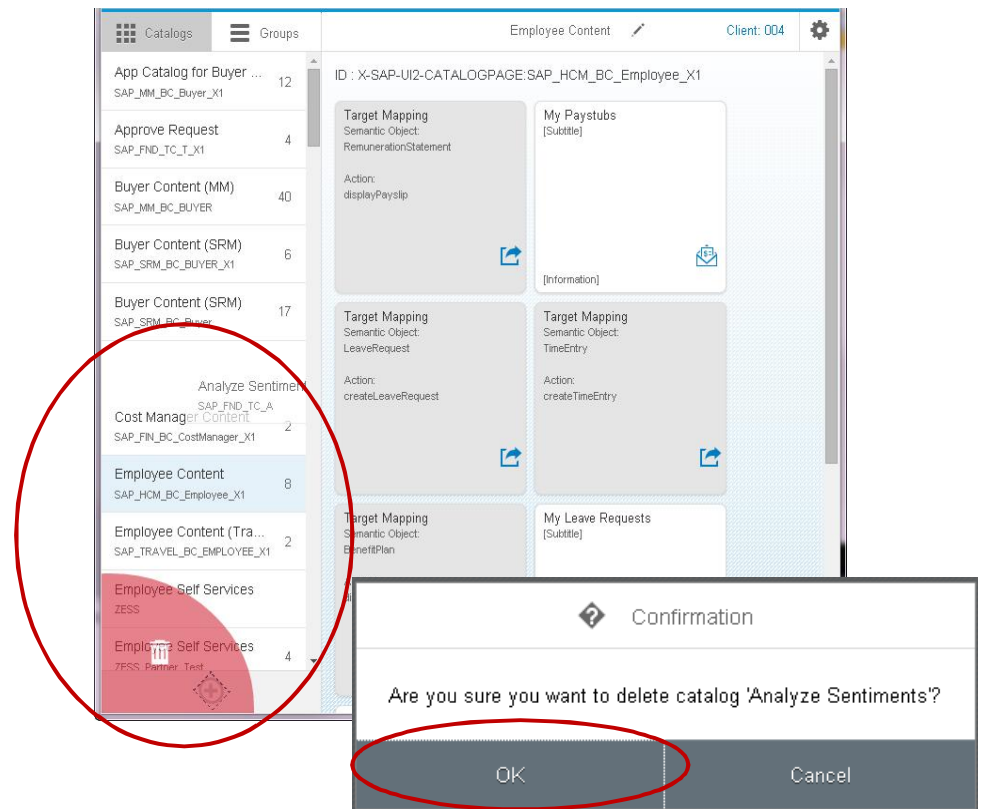 Catalogs
Groups
Employee Content
Client: 004
App Catalog for Buyer ...
SAP_MM_BC_Buyer_X1
12
Approve Request
SAP_FND_TC_T_X1
4
Buyer Content (MM)
SAP_MM_BC_BUYER
40
Buyer Content (SRM)
SAP_SRM_BC_BUYER_X1
6
Buyer Content (SRM)
SAP_SRM_BC_Buyer
17
Analyze Sentiment
SAP_FND_TC_A
Cost Manager Content
SAP_FIN_BC_CostManager_X1
2
Employee Content
SAP_HCM_BC_Employee_X1
8
Employee Content (Tra...
SAP_TRAVEL_BC_EMPLOYEE_X1
2
Employee Self Services
ZESS
Employee Self Services
ZESS_Partner_Test
4
ID : X-SAP-UI2-CATALOGPAGE:SAP_HCM_BC_Employee_X1
Target Mapping
Semantic Object:
RemunerationStatement
Action:
displayPayslip
My Paystubs
[Subtitle]
[Information]
Target Mapping
Semantic Object:
LeaveRequest
Action:
createLeaveRequest
Target Mapping
Semantic Object:
TimeEntry
Action:
createTimeEntry
Target Mapping
Semantic Object:
BenefitPlan
My Leave Requests
[Subtitle]
Confirmation
Are you sure you want to delete catalog 'Analyze Sentiments'?
OK
Cancel